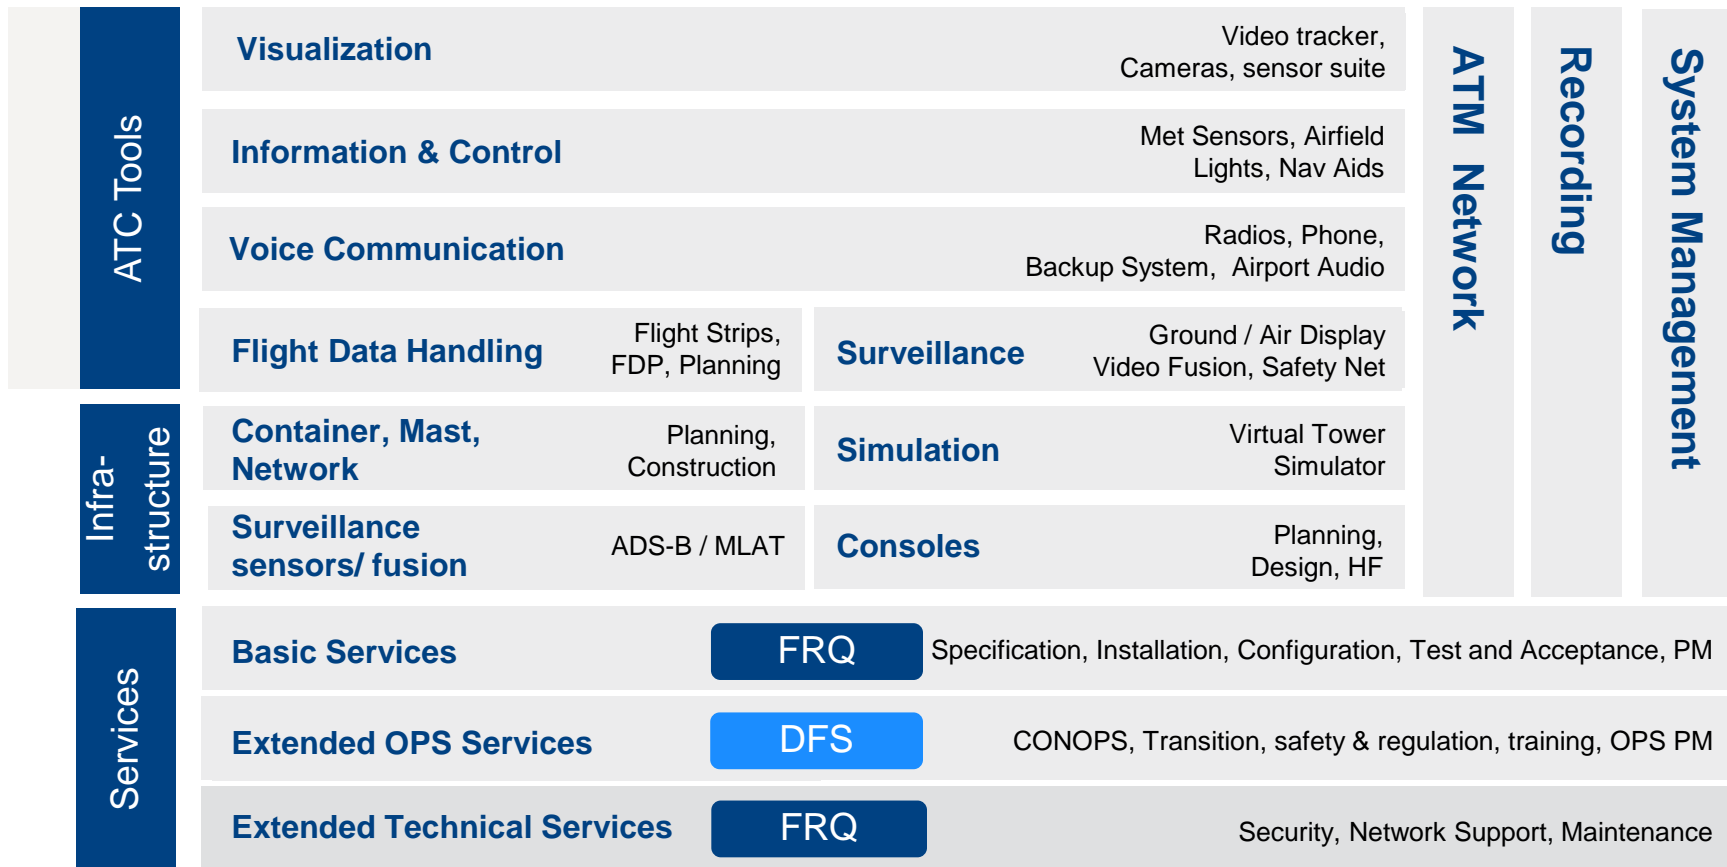 ATC Tools
Visualization
Video tracker,
Cameras, sensor suite
Information & Control
Met Sensors, Airfield
Lights, Nav Aids
Voice Communication
Radios, Phone,
Backup System, Airport Audio
Flight Data Handling
Flight Strips,
FDP, Planning
Surveillance
Ground / Air Display
Video Fusion, Safety Net
ATM Network
Recording
System Management
Infra-
structure
Container, Mast,
Network
Planning,
Construction
Simulation
Virtual Tower
Simulator
Surveillance
sensors/ fusion
ADS-B / MLAT
Consoles
Planning,
Design, HF
Services
Basic Services
FRQ
Specification, Installation, Configuration, Test and Acceptance, PM
Extended OPS Services
DFS
CONOPS, Transition, safety & regulation, training, OPS PM
Extended Technical Services
FRQ
Security, Network Support, Maintenance